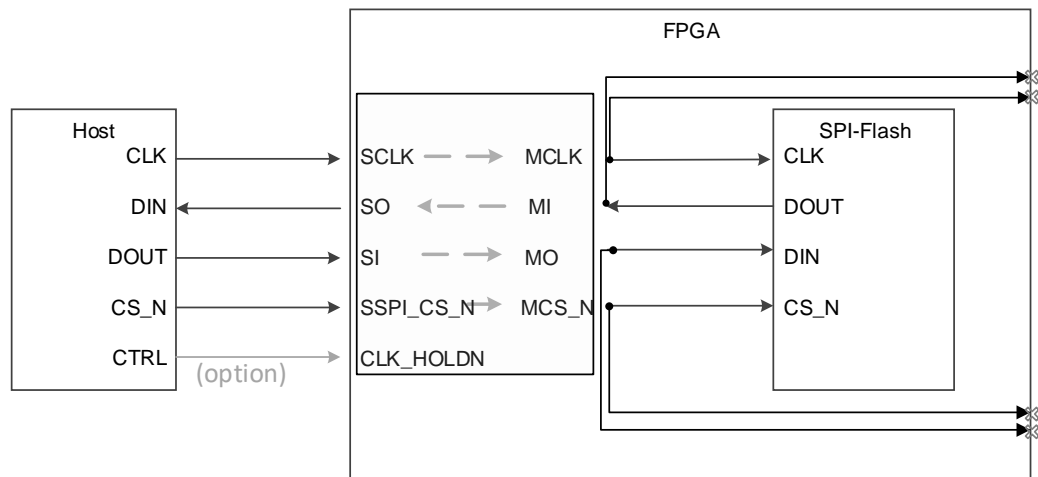 FPGA
Host
SPI-Flash
CLK
SCLK
MCLK
CLK
DIN
SO
MI
DOUT
DOUT
SI
MO
DIN
CS_N
SSPI_CS_N
MCS_N
CS_N
CTRL
(option)
CLK_HOLDN